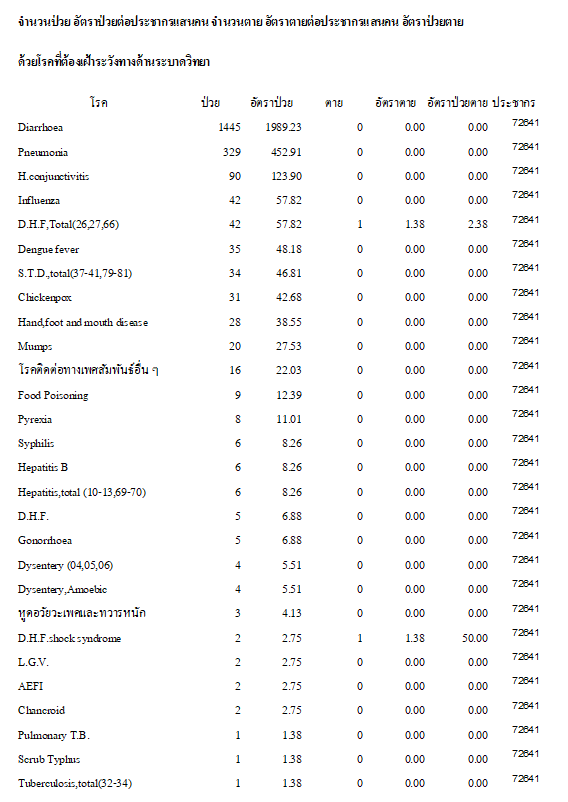 จำนวนป่วย อัตราป่วยต่อประชากรแสนคน จำนวนตาย อัตราตายต่อประชากรแสนคน อัตราป่วยตาย
ด้วยโรคที่ต้องเฝ้าระวังทางด้านระบาดวิทยา
โรค ป่วย อัตราป่วย ตาย อัตราตาย อัตราป่วยตาย ประชากร
Diarrhoea 1445 1989.23 0 0.00 0.00 72641
Pneumonia 329 452.91 0 0.00 0.00 72641
H.conjunctivitis 90 123.90 0 0.00 0.00 72641
Influenza 42 57.82 0 0.00 0.00 72641
D.H.F,Total(26,27,66) 42 57.82 1 1.38 2.38 72641
Dengue fever 35 48.18 0 0.00 0.00 72641
S.T.D.,total(37-41,79-81) 34 46.81 0 0.00 0.00 72641
Chickenpox 31 42.68 0 0.00 0.00 72641
Hand,foot and mouth disease 28 38.55 0 0.00 0.00 72641
Mumps 20 27.53 0 0.00 0.00 72641
โรคติดต่อทางเพศสัมพันธ์อื่น ๆ 16 22.03 0 0.00 0.00 72641
Food Poisoning 9 12.39 0 0.00 0.00 72641
Pyrexia 8 11.01 0 0.00 0.00 72641
Syphilis 6 8.26 0 0.00 0.00 72641
Hepatitis B 6 8.26 0 0.00 0.00 72641
Hepatitis,total (10-13,69-70) 6 8.26 0 0.00 0.00 72641
D.H.F. 5 6.88 0 0.00 0.00 72641
Gonorrhoea 5 6.88 0 0.00 0.00 72641
Dysentery (04,05,06) 4 5.51 0 0.00 0.00 72641
Dysentery,Amoebic 4 5.51 0 0.00 0.00 72641
หูดอวัยวะเพศและทวารหนัก 3 4.13 0 0.00 0.00 72641
D.H.F.shock syndrome 2 2.75 1 1.38 50.00 72641
L.G.V. 2 2.75 0 0.00 0.00 72641
AEFI 2 2.75 0 0.00 0.00 72641
Chancroid 2 2.75 0 0.00 0.00 72641
Pulmonary T.B. 1 1.38 0 0.00 0.00 72641
Scrub Typhus 1 1.38 0 0.00 0.00 72641
Tuberculosis,total(32-34) 1 1.38 0 0.00 0.00 72641